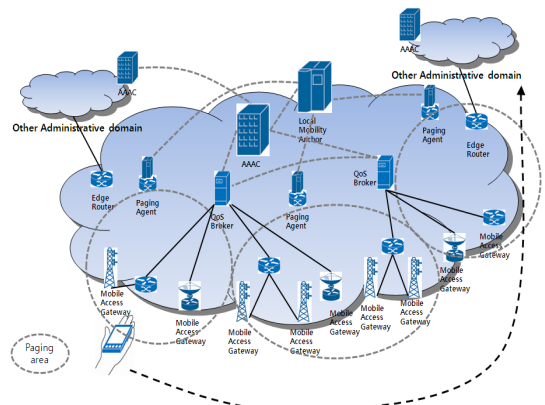 AAAC
Other Administrative domain
AAAC
Other Administrative domain
AAAC
Local
Mobility
Anchor
Paging
Agent
Edge
Router
Edge
Router
Paging
Agent
QoS
Broker
Paging
Agent
QoS
Broker
Mobile
Access
Gateway
Mobile
Access
Gateway
Mobile
Access
Gateway
Mobile
Access
Gateway
Mobile
Access
Gateway
Mobile
Access
Gateway
Mobile
Access
Gateway
Mobile
Access
Gateway
Mobile
Access
Gateway
Paging
area